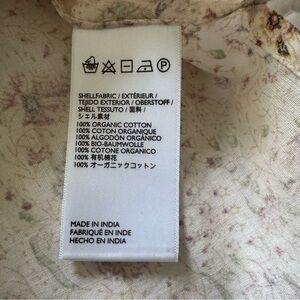 SHELLFABRIC / EXTÉRIEUR /
TEJIDO EXTERIOR / OBERSTOFF /
SHELL TESSUTO / 面料 /
シェル素材
100% ORGANIC COTTON
100% COTON ORGANIQUE
100% ALGODÓN ORGÁNICO
100% BIO-BAUMWOLLE
100% COTONE ORGANICO
100% 有机棉花
100% オーガニックコットン
MADE IN INDIA
FABRIQUÉ EN INDE
HECHO EN INDIA